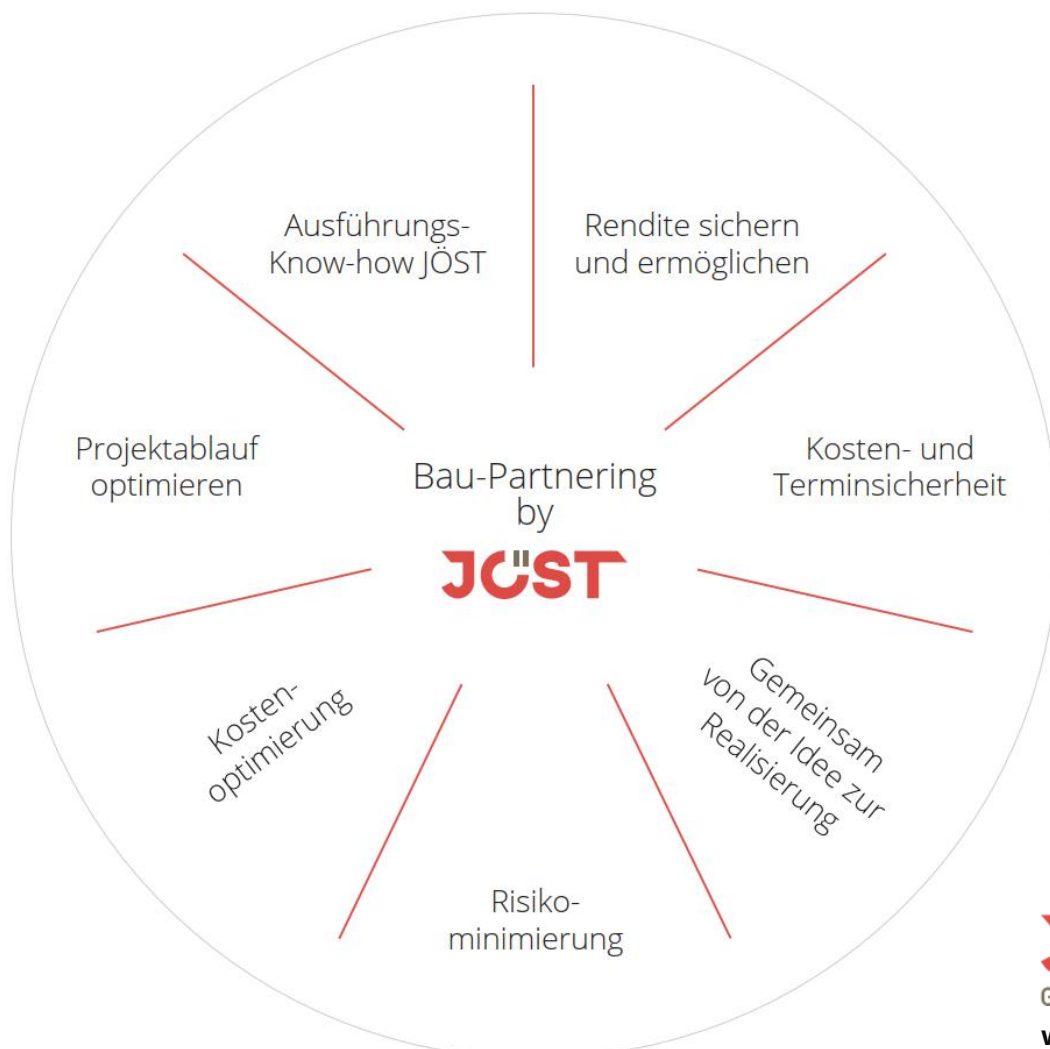 Ausführungs-
Know-how JÖST
Rendite sichern
und ermöglichen
Projektablauf
optimieren
Bau-Partnering
by
JÖST
Kosten- und
Terminsicherheit
Kosten-
optimierung
Gemeinsam
von der Idee zur
Realisierung
Risiko-
minimierung